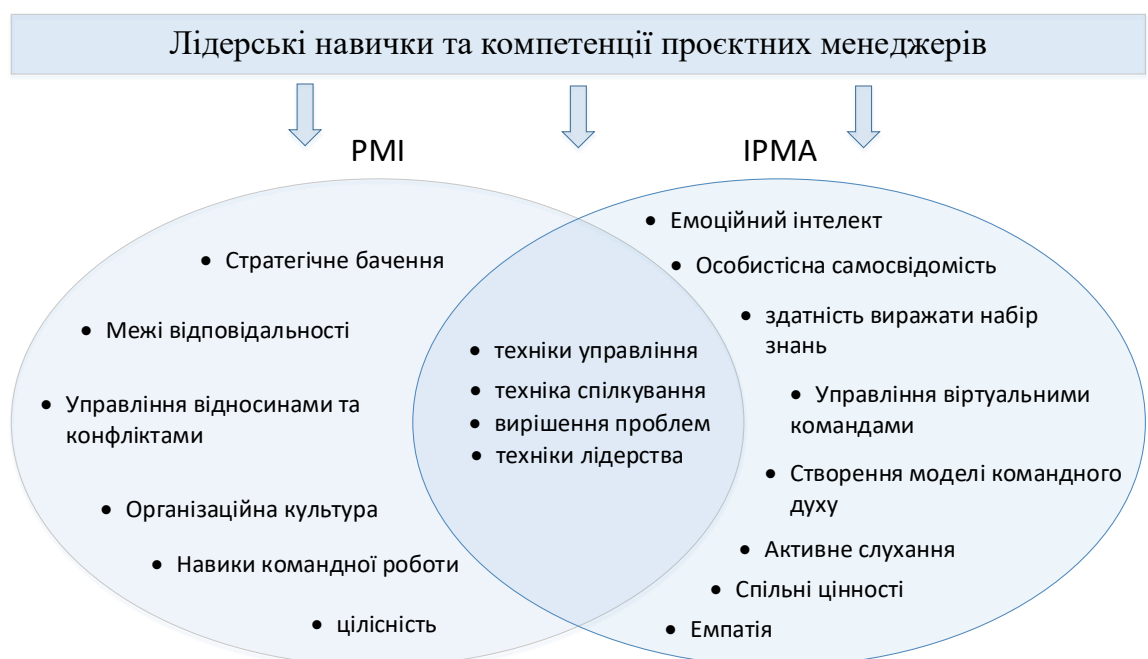 Лідерські навички та компетенції проєктних менеджерів
PMI
• Стратегічне бачення
• Межі відповідальності
• Управління відносинами та
конфліктами
• Організаційна культура
• Навики командної роботи
• цілісність
• техніки управління
• техніка спілкування
• вирішення проблем
• техніки лідерства
IPMA
• Емоційний інтелект
• Особистісна самосвідомість
• здатність виражати набір
знань
• Управління віртуальними
командами
• Створення моделі командного
духу
• Активне слухання
• Спільні цінності
• Емпатія